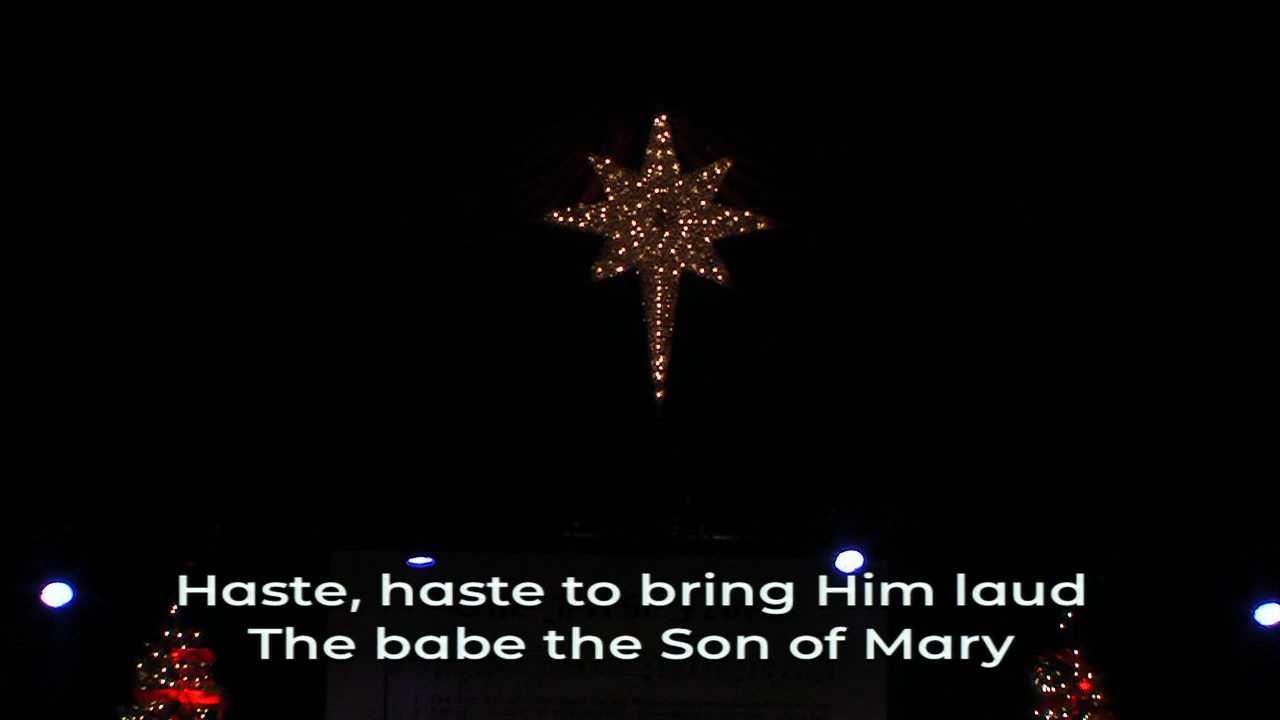 Haste, haste to bring Him laud
The babe the Son of Mary